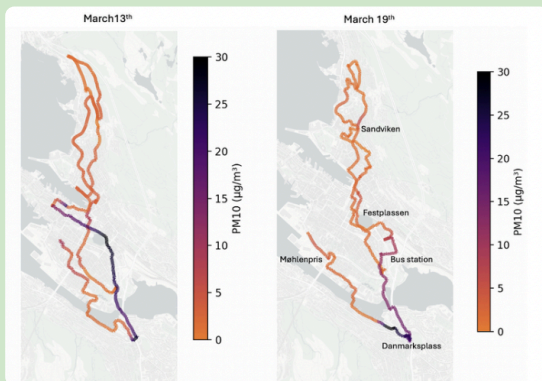 March13th
March 19th
30
25
20
15
10
5
0
PM10 (µg/m³)
Sandviken
Festplassen
Møhlenpris
Bus station
Danmarksplass
30
25
20
15
10
5
0
PM10 (µg/m³)